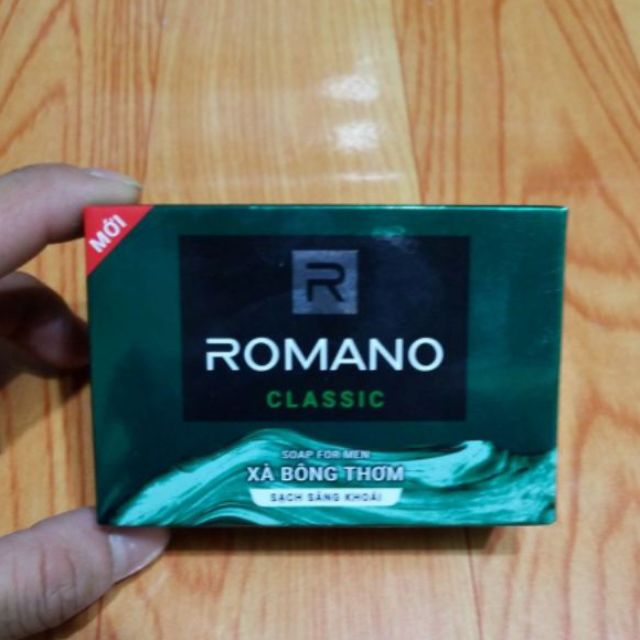 MỚI
R
ROMANO
CLASSIC
SOAP FOR MEN
XÀ BÔNG THƠM
SẠCH SẢNG KHOÁI